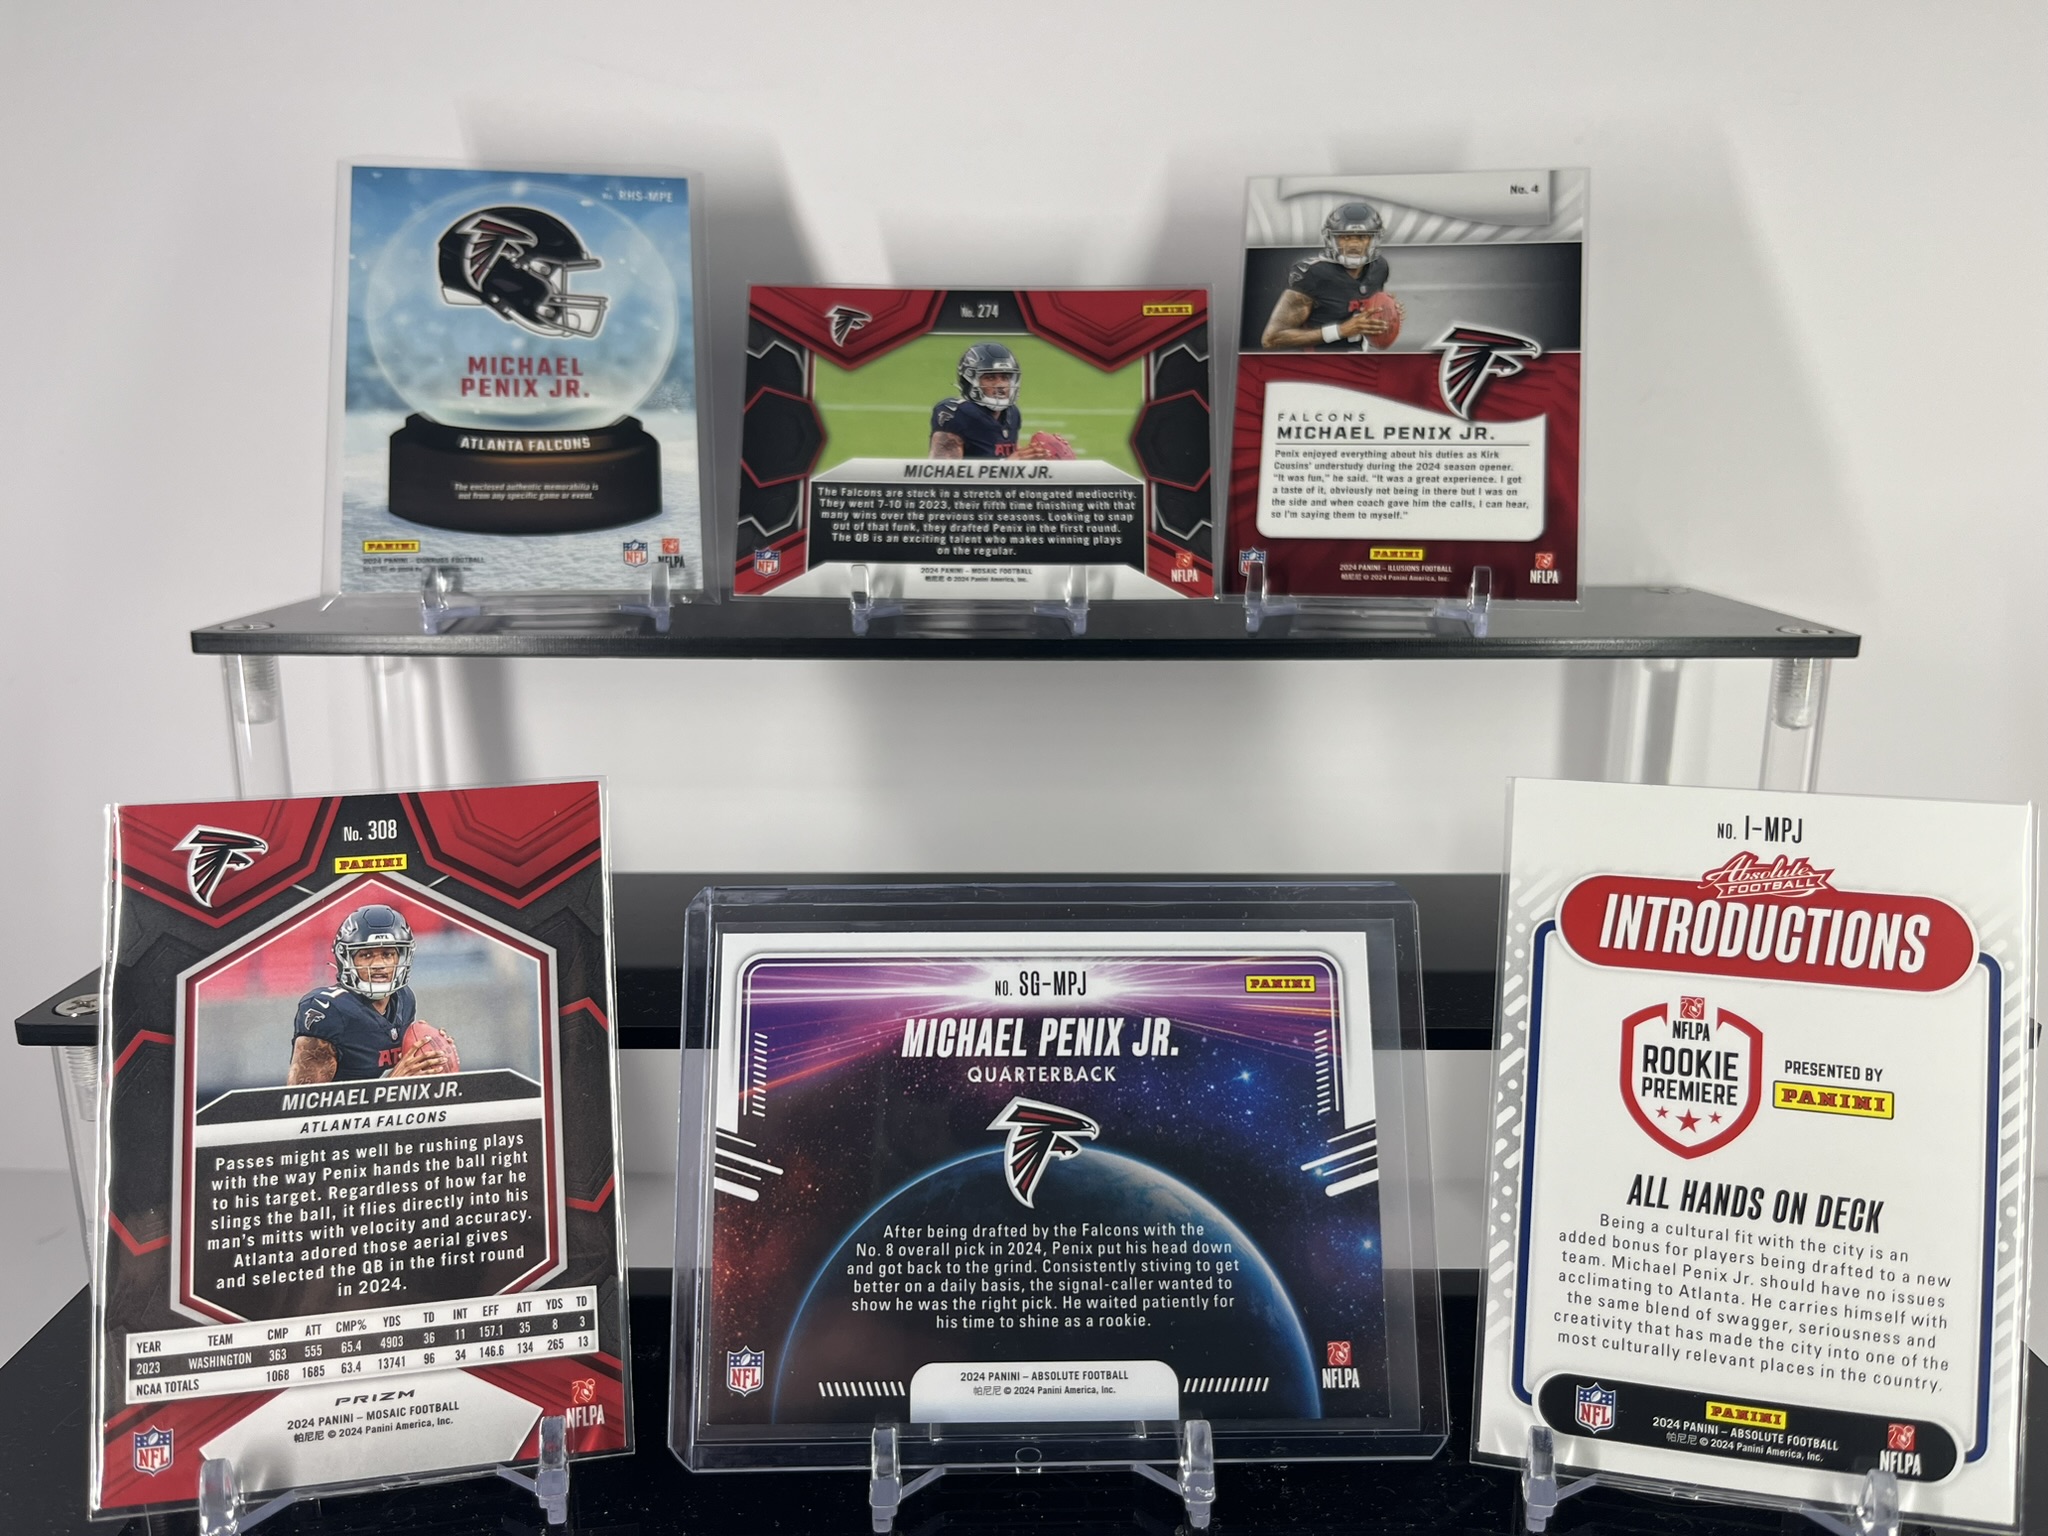 No. RHS-MPE
MICHAEL
PENIX JR.
ATLANTA FALCONS
The enclosed authentic memorabilia is
not from any specific game or event.
PANINI
2024 PANINI – DONRUSS FOOTBALL
NFL
NFLPA
No. 274
PANINI
MICHAEL PENIX JR.
The Falcons are stuck in a stretch of elongated mediocrity.
They went 7-10 in 2023, their fifth time finishing with that
many wins over the previous six seasons. Looking to snap
out of that funk, they drafted Penix in the first round.
The QB is an exciting talent who makes winning plays
on the regular.
2024 PANINI – MOSAIC FOOTBALL
帕尼尼 © 2024 Panini America, Inc.
NFL
NFLPA
No. 4
FALCONS
MICHAEL PENIX JR.
Penix enjoyed everything about his duties as Kirk
Cousins' understudy during the 2024 season opener.
"It was fun," he said. "It was a great experience. I got
a taste of it, obviously not being in there but I was on
the side and when coach gave him the calls, I can hear,
so I'm saying them to myself."
PANINI
2024 PANINI – ILLUSIONS FOOTBALL
帕尼尼 © 2024 Panini America, Inc.
NFL
NFLPA
No. 308
PANINI
ATL
MICHAEL PENIX JR.
ATLANTA FALCONS
Passes might as well be rushing plays
with the way Penix hands the ball right
to his target. Regardless of how far he
slings the ball, it flies directly into his
man's mitts with velocity and accuracy.
Atlanta adored those aerial gives
and selected the QB in the first round
in 2024.
YEAR TEAM CMP ATT CMP% YDS TD INT EFF ATT YDS TD
2023 WASHINGTON 363 555 65.4 4903 36 11 157.1 35 8 3
NCAA TOTALS 1068 1685 63.4 13741 96 34 146.6 134 265 13
PRIZM
2024 PANINI – MOSAIC FOOTBALL
帕尼尼 © 2024 Panini America, Inc.
NFL
NFLPA
NO. SG-MPJ
PANINI
MICHAEL PENIX JR.
QUARTERBACK
After being drafted by the Falcons with the
No. 8 overall pick in 2024, Penix put his head down
and got back to the grind. Consistently stiving to get
better on a daily basis, the signal-caller wanted to
show he was the right pick. He waited patiently for
his time to shine as a rookie.
2024 PANINI – ABSOLUTE FOOTBALL
帕尼尼 © 2024 Panini America, Inc.
NFL
NFLPA
NO. I-MPJ
Absolute
FOOTBALL
INTRODUCTIONS
NFLPA
ROOKIE
PREMIERE
PRESENTED BY
PANINI
ALL HANDS ON DECK
Being a cultural fit with the city is an
added bonus for players being drafted to a new
team. Michael Penix Jr. should have no issues
acclimating to Atlanta. He carries himself with
the same blend of swagger, seriousness and
creativity that has made the city into one of the
most culturally relevant places in the country.
PANINI
2024 PANINI – ABSOLUTE FOOTBALL
帕尼尼 © 2024 Panini America, Inc.
NFL
NFLPA